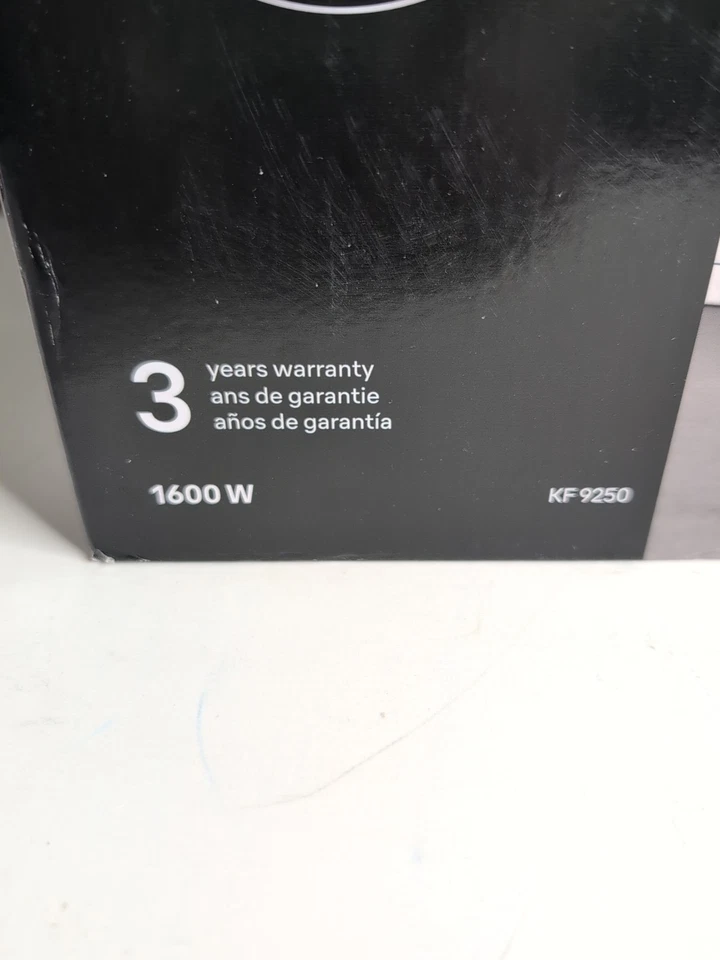 3
years warranty
ans de garantie
años de garantía
1600 W
KF 9250